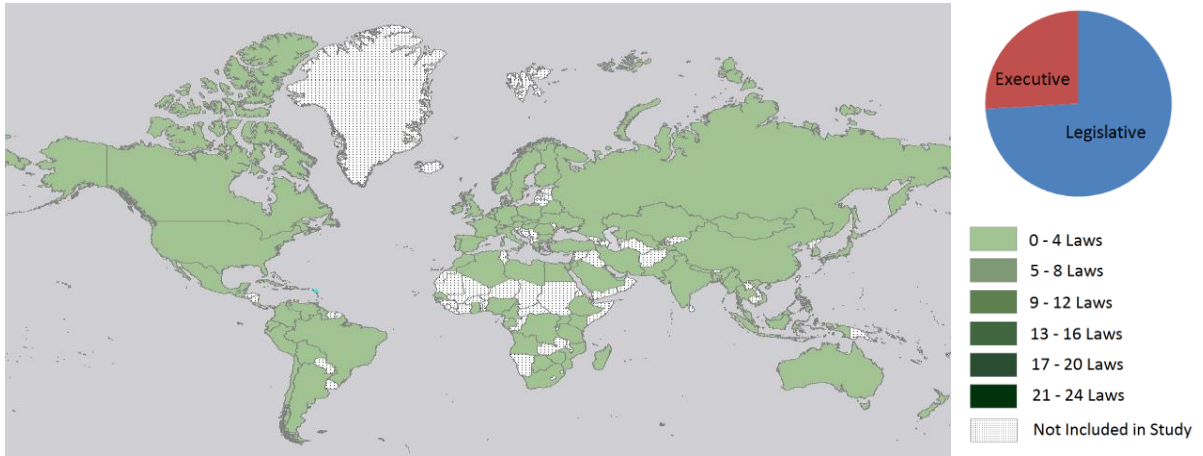 Executive
Legislative
0 - 4 Laws
5 - 8 Laws
9 - 12 Laws
13 - 16 Laws
17 - 20 Laws
21 - 24 Laws
Not Included in Study